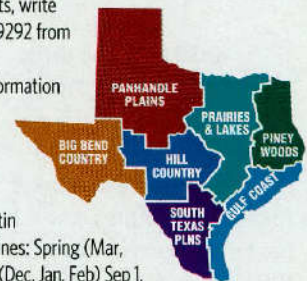 ts, write
9292 from
ormation
tin
nes: Spring (Mar,
(Dec, Jan, Feb) Sep 1.
PANHANDLE
PLAINS
PRAIRIES
& LAKES
PINEY
WOODS
BIG BEND
COUNTRY
HILL
COUNTRY
GULF COAST
SOUTH
TEXAS
PLNS